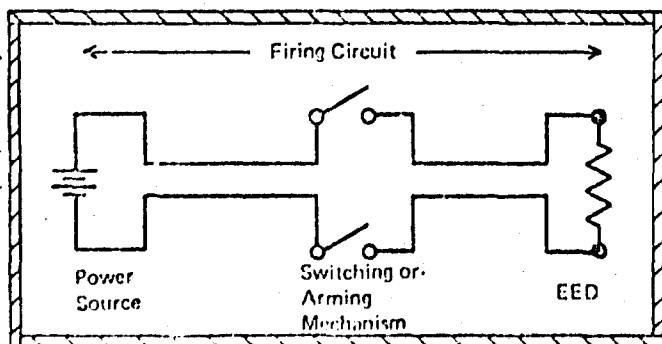 Firing Circuit
Power
Source
Switching or
Arming
Mechanism
EED